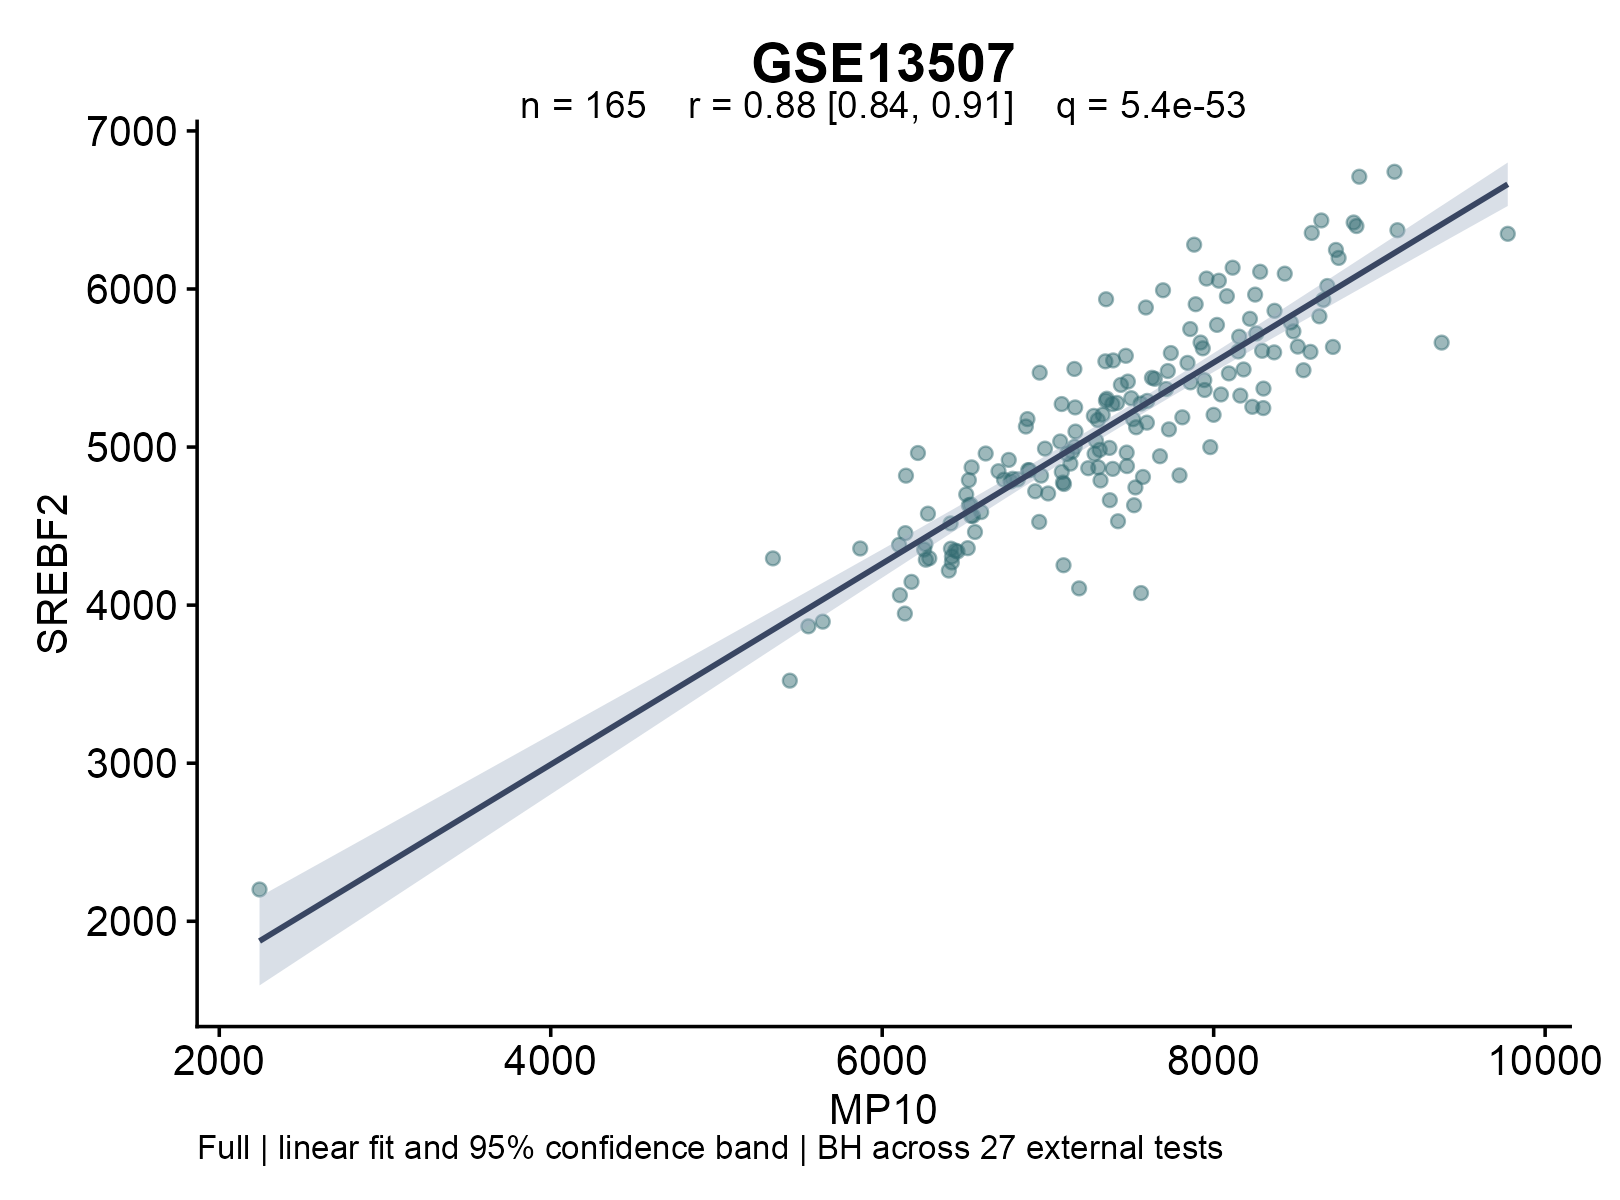 GSE13507
n = 165 r = 0.88 [0.84, 0.91] q = 5.4e-53
7000
6000
5000
4000
3000
2000
SREBF2
2000 4000 6000 8000 10000
MP10
Full | linear fit and 95% confidence band | BH across 27 external tests